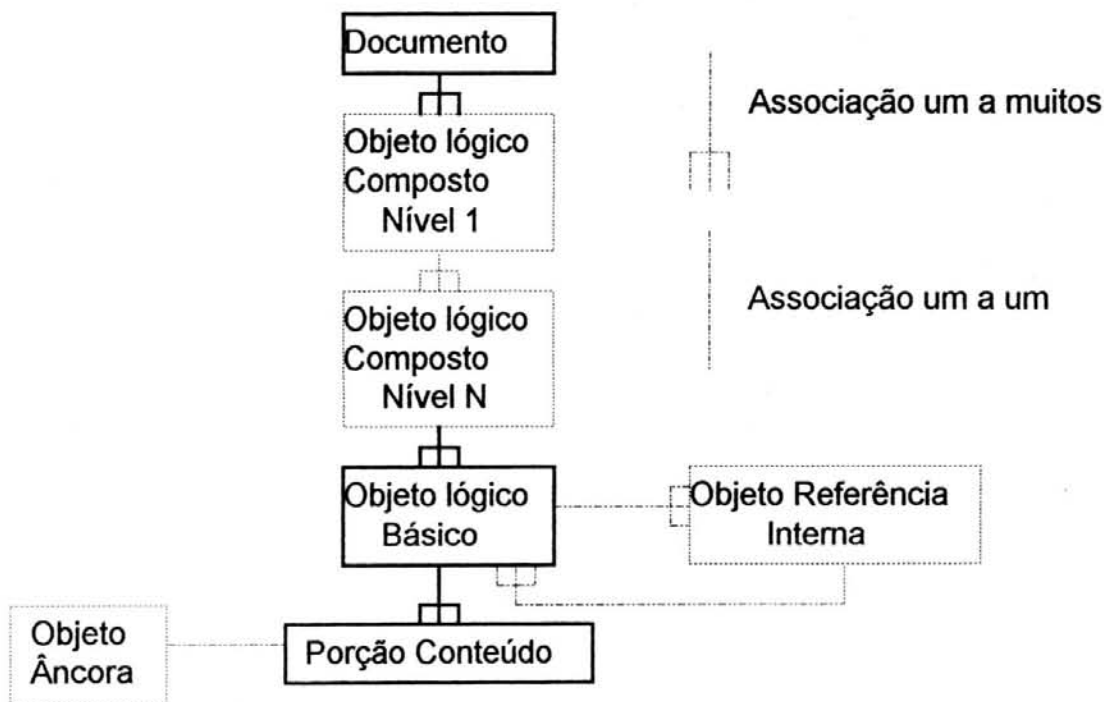 Documento
Associação um a muitos
Objeto lógico
Composto
Nível 1
Associação um a um
Objeto lógico
Composto
Nível N
Objeto lógico
Básico
Objeto Referência
Interna
Objeto
Âncora
Porção Conteúdo